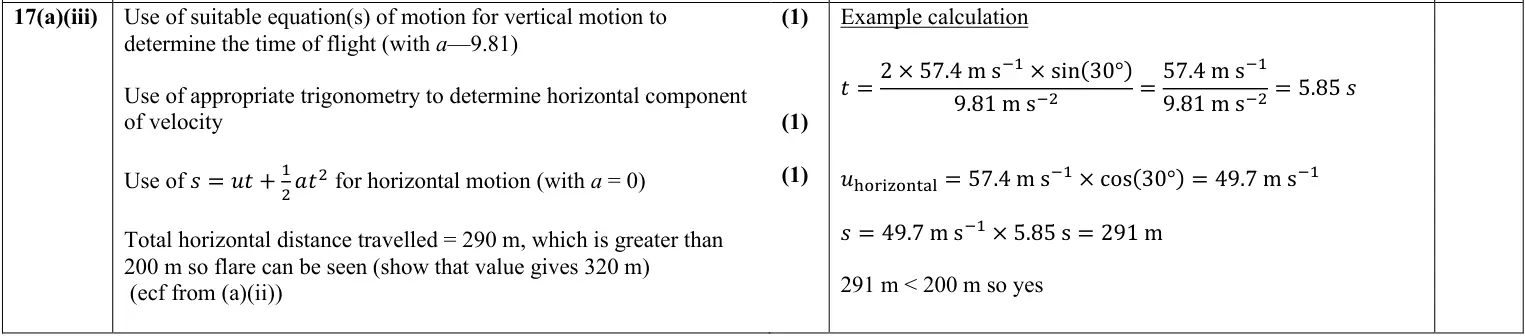 17(a)(iii)
Use of suitable equation(s) of motion for vertical motion to
determine the time of flight (with a—9.81)
(1)
Use of appropriate trigonometry to determine horizontal component
of velocity
(1)
Use of s = ut + 1/2 at² for horizontal motion (with a = 0)
(1)
Total horizontal distance travelled = 290 m, which is greater than
200 m so flare can be seen (show that value gives 320 m)
(ecf from (a)(ii))
Example calculation
t = (2 × 57.4 m s⁻¹ × sin(30°))/(9.81 m s⁻²) = (57.4 m s⁻¹)/(9.81 m s⁻²) = 5.85 s
u_horizontal = 57.4 m s⁻¹ × cos(30°) = 49.7 m s⁻¹
s = 49.7 m s⁻¹ × 5.85 s = 291 m
291 m < 200 m so yes